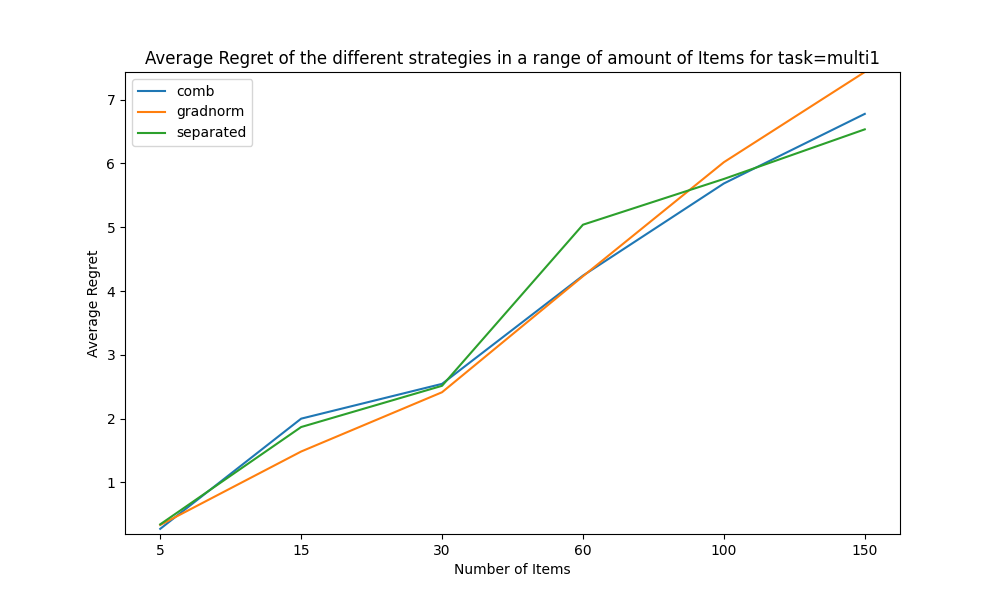 Average Regret of the different strategies in a range of amount of Items for task=multi1
comb
gradnorm
separated
7
6
5
4
3
2
1
Average Regret
5 15 30 60 100 150
Number of Items